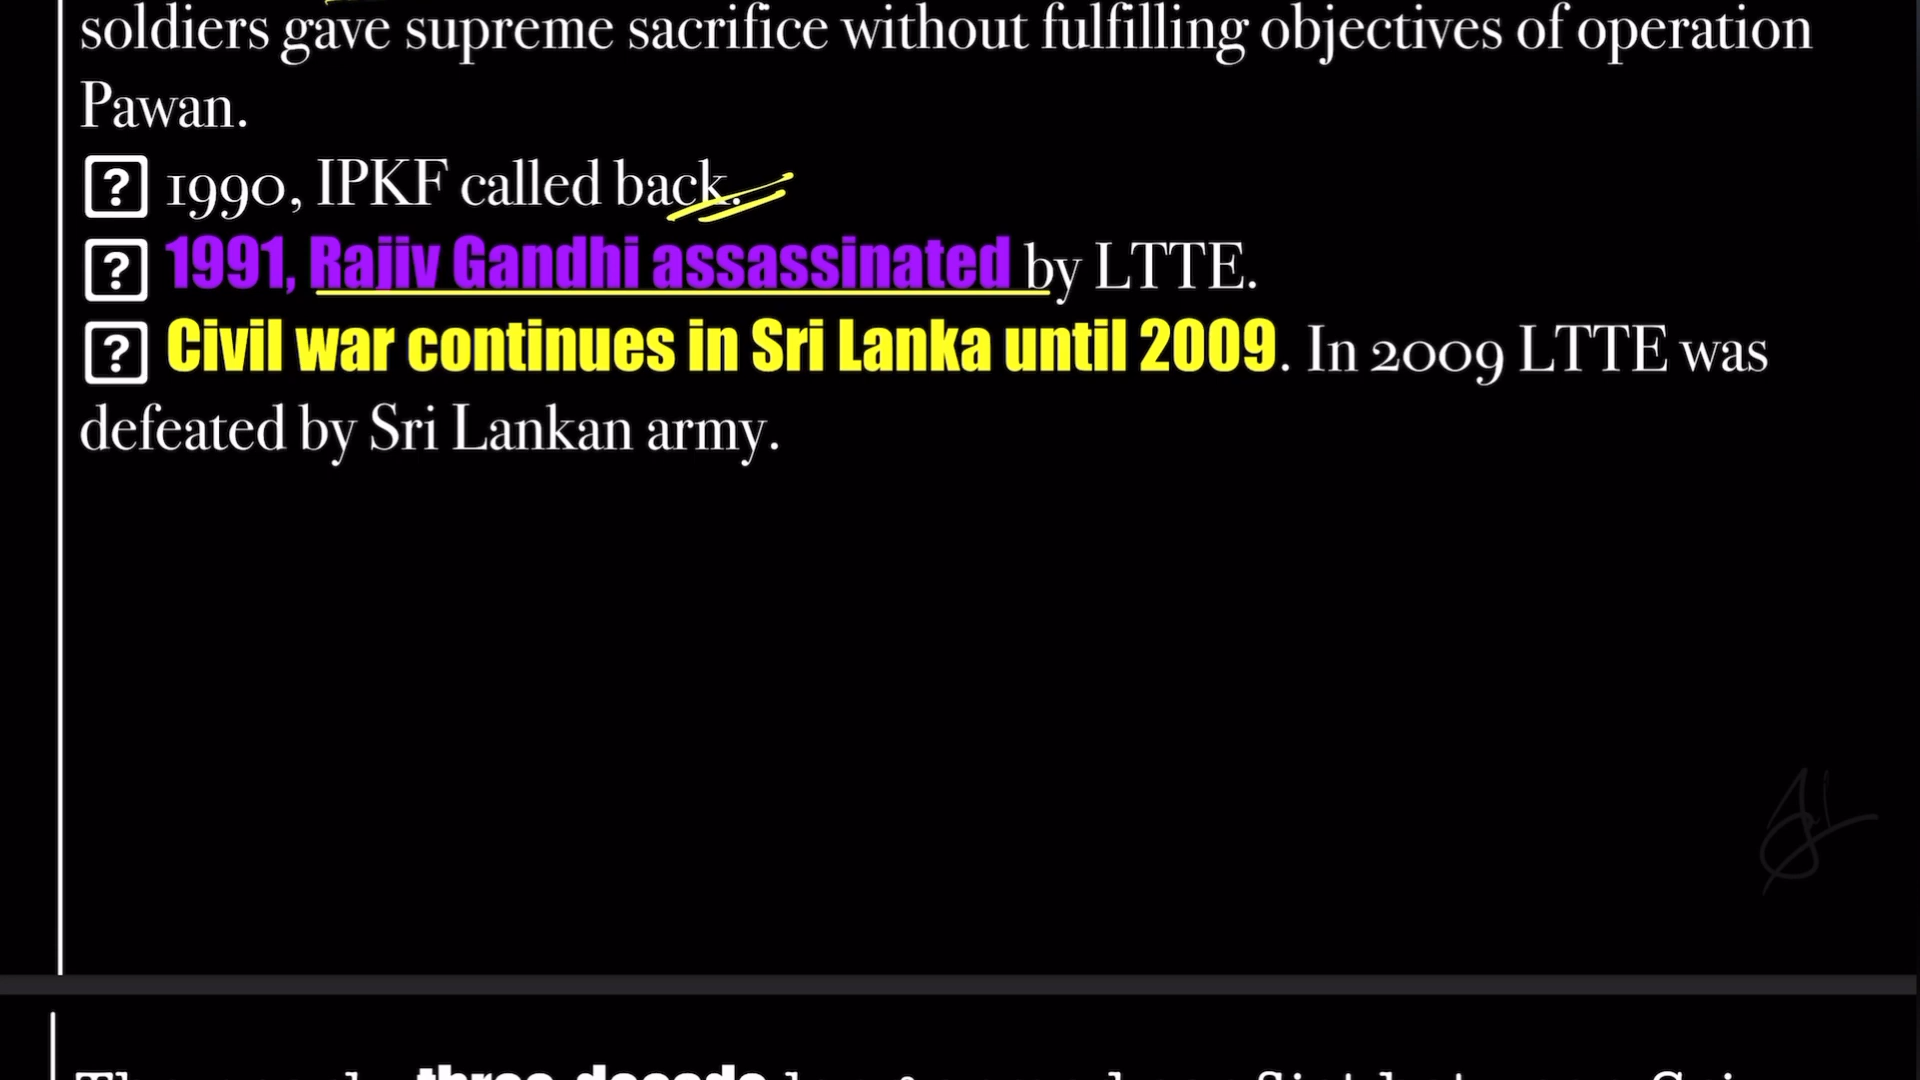 soldiers gave supreme sacrifice without fulfilling objectives of operation
Pawan.
? 1990, IPKF called back.
? 1991, Rajiv Gandhi assassinated by LTTE.
? Civil war continues in Sri Lanka until 2009. In 2009 LTTE was
defeated by Sri Lankan army.
three decade